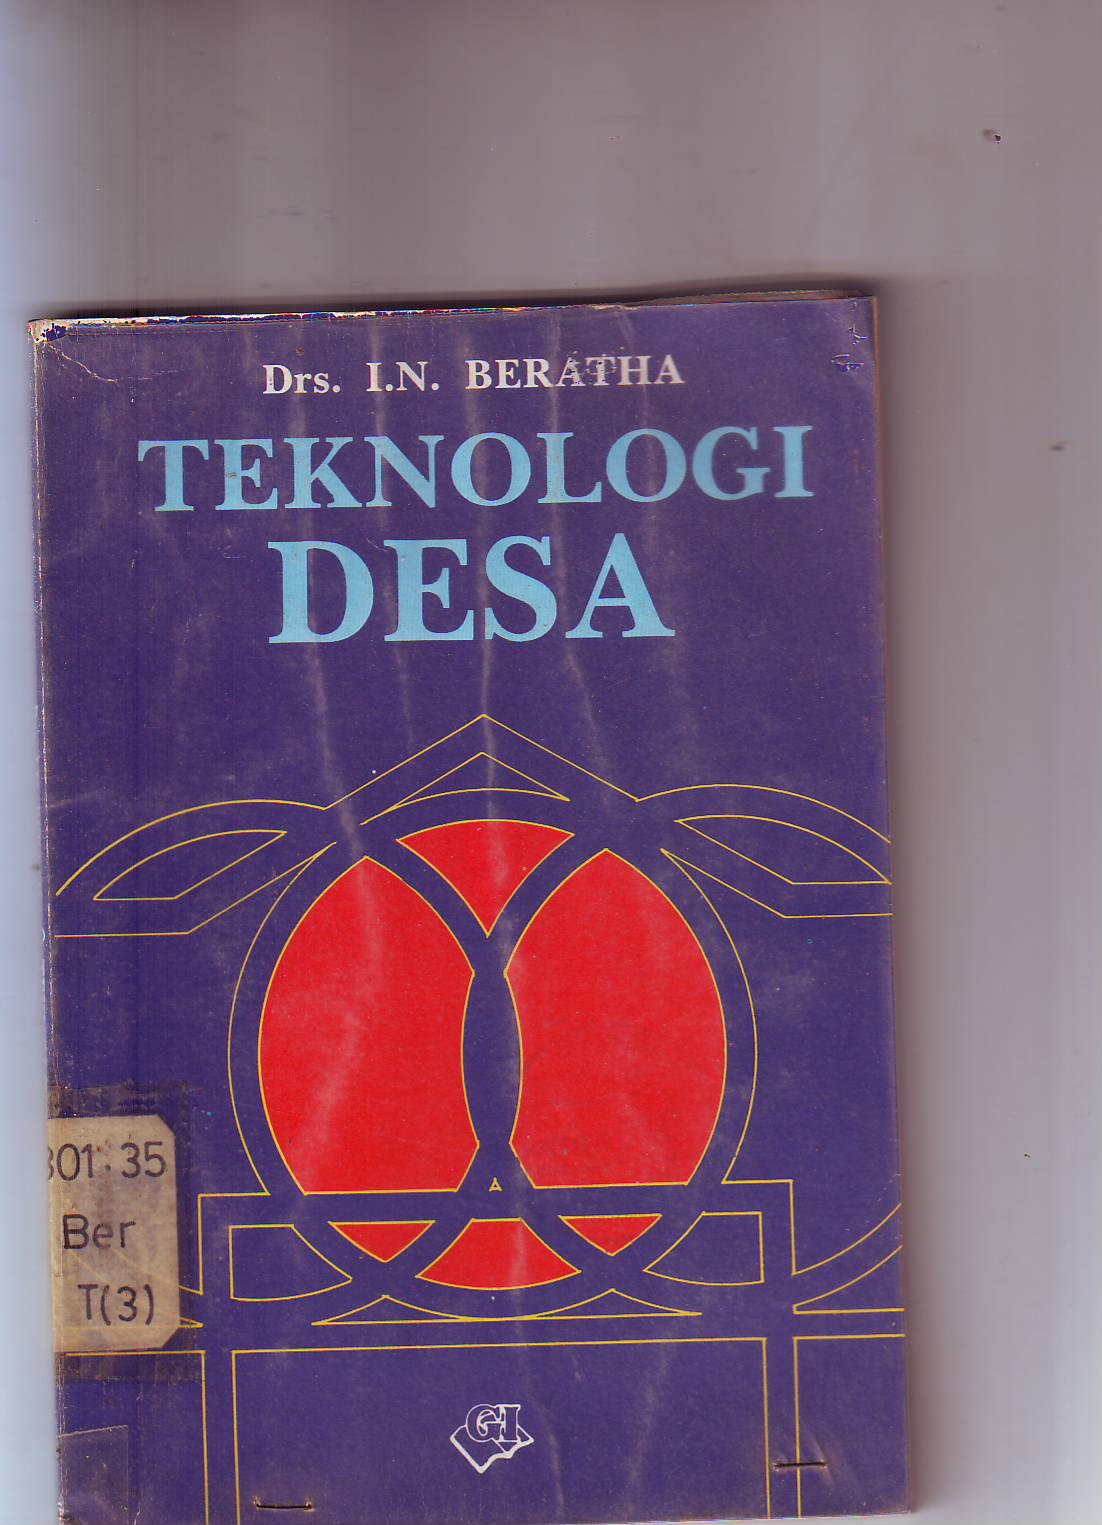 Drs. I.N. BERATHA
TEKNOLOGI
DESA
301.35
Ber
T(3)
GI